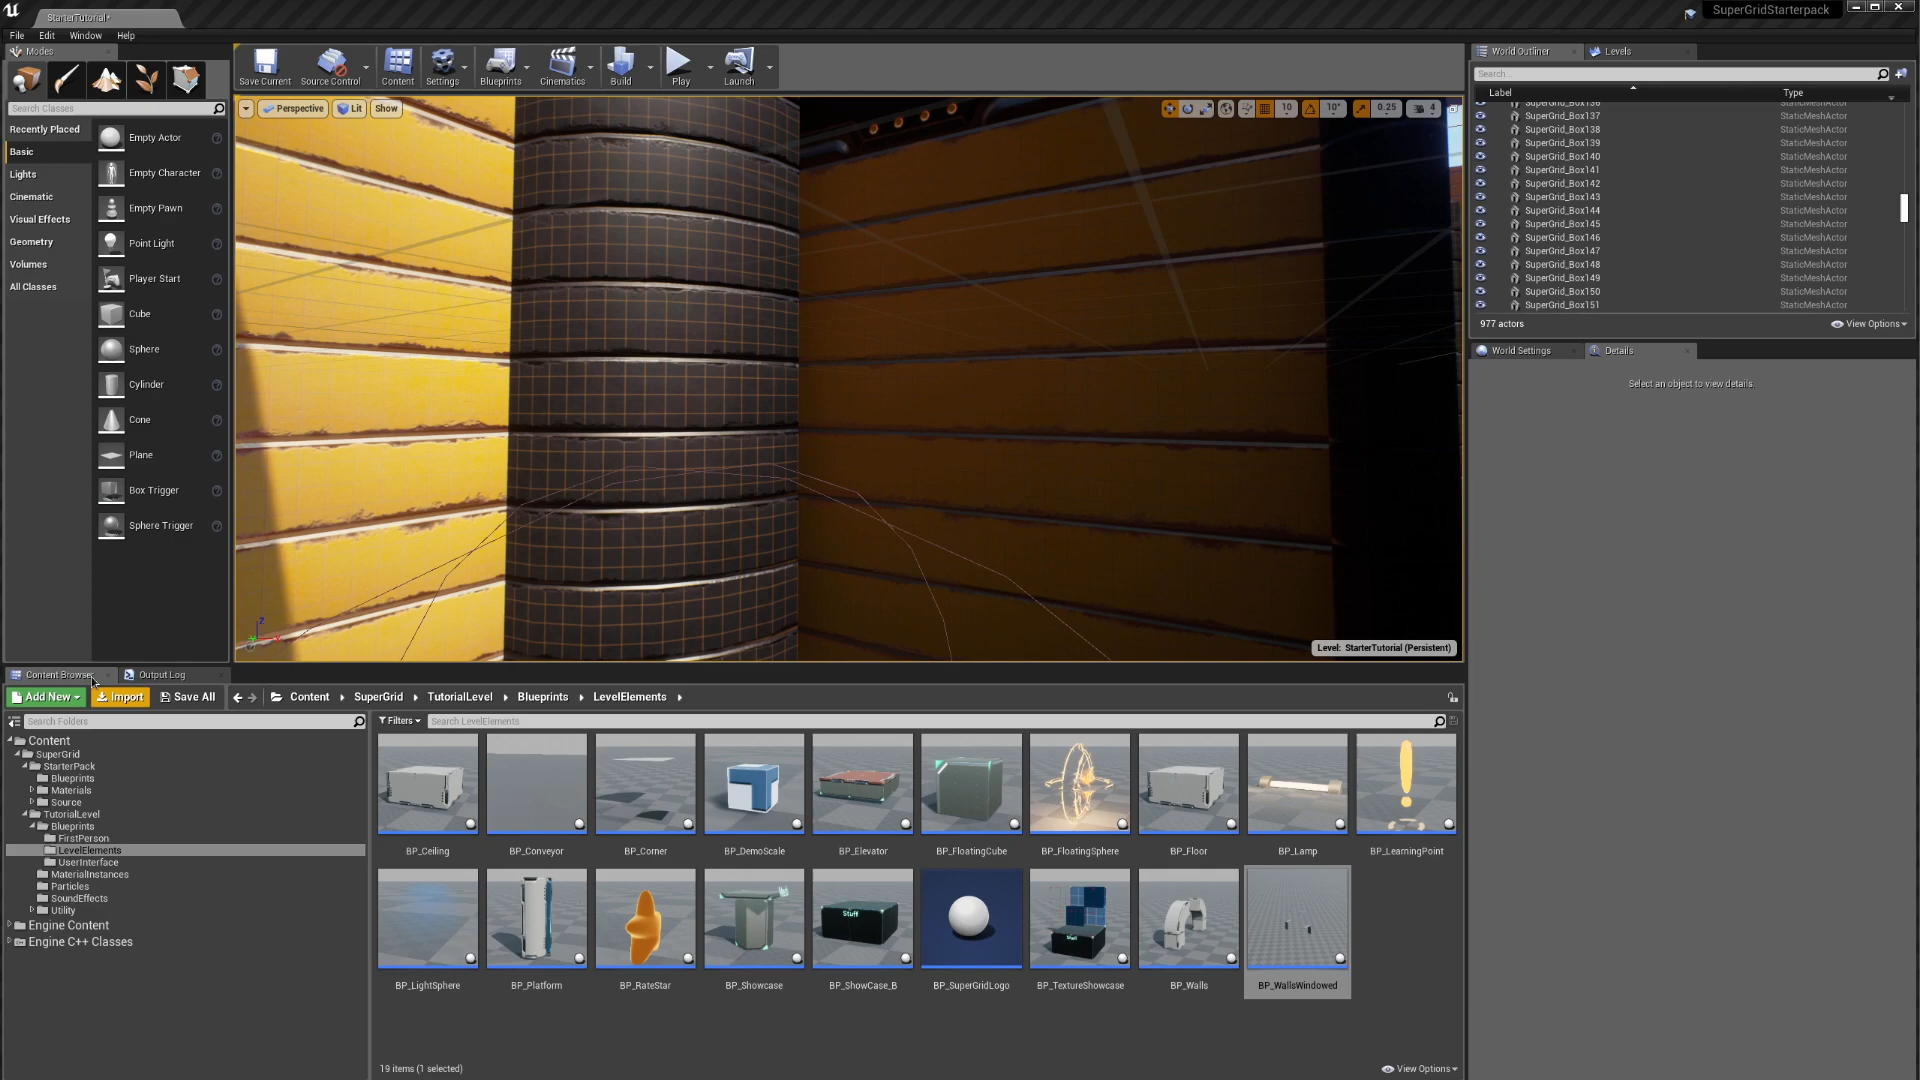 StarterTutorial*
SuperGridStarterpack
File Edit Window Help
Modes
Search Classes
Recently Placed
Basic
Lights
Cinematic
Visual Effects
Geometry
Volumes
All Classes
Empty Actor
Empty Character
Empty Pawn
Point Light
Player Start
Cube
Sphere
Cylinder
Cone
Plane
Box Trigger
Sphere Trigger
Save Current Source Control Content Settings Blueprints Cinematics Build Play Launch
Perspective Lit Show
10 10° 0.25 4
Level: StarterTutorial (Persistent)
World Outliner Levels
Search...
Label Type
SuperGrid_Box136 StaticMeshActor
SuperGrid_Box137 StaticMeshActor
SuperGrid_Box138 StaticMeshActor
SuperGrid_Box139 StaticMeshActor
SuperGrid_Box140 StaticMeshActor
SuperGrid_Box141 StaticMeshActor
SuperGrid_Box142 StaticMeshActor
SuperGrid_Box143 StaticMeshActor
SuperGrid_Box144 StaticMeshActor
SuperGrid_Box145 StaticMeshActor
SuperGrid_Box146 StaticMeshActor
SuperGrid_Box147 StaticMeshActor
SuperGrid_Box148 StaticMeshActor
SuperGrid_Box149 StaticMeshActor
SuperGrid_Box150 StaticMeshActor
SuperGrid_Box151 StaticMeshActor
977 actors View Options
World Settings Details
Select an object to view details.
Content Browser Output Log
Add New Import Save All Content SuperGrid TutorialLevel Blueprints LevelElements
Search Folders
Filters Search LevelElements
Content
SuperGrid
StarterPack
Blueprints
Materials
Source
TutorialLevel
Blueprints
FirstPerson
LevelElements
UserInterface
MaterialInstances
Particles
SoundEffects
Utility
Engine Content
Engine C++ Classes
BP_Ceiling BP_Conveyor BP_Corner BP_DemoScale BP_Elevator BP_FloatingCube BP_FloatingSphere BP_Floor BP_Lamp BP_LearningPoint
Stuff
BP_LightSphere BP_Platform BP_RateStar BP_Showcase BP_ShowCase_B BP_SuperGridLogo BP_TextureShowcase BP_Walls BP_WallsWindowed
19 items (1 selected) View Options